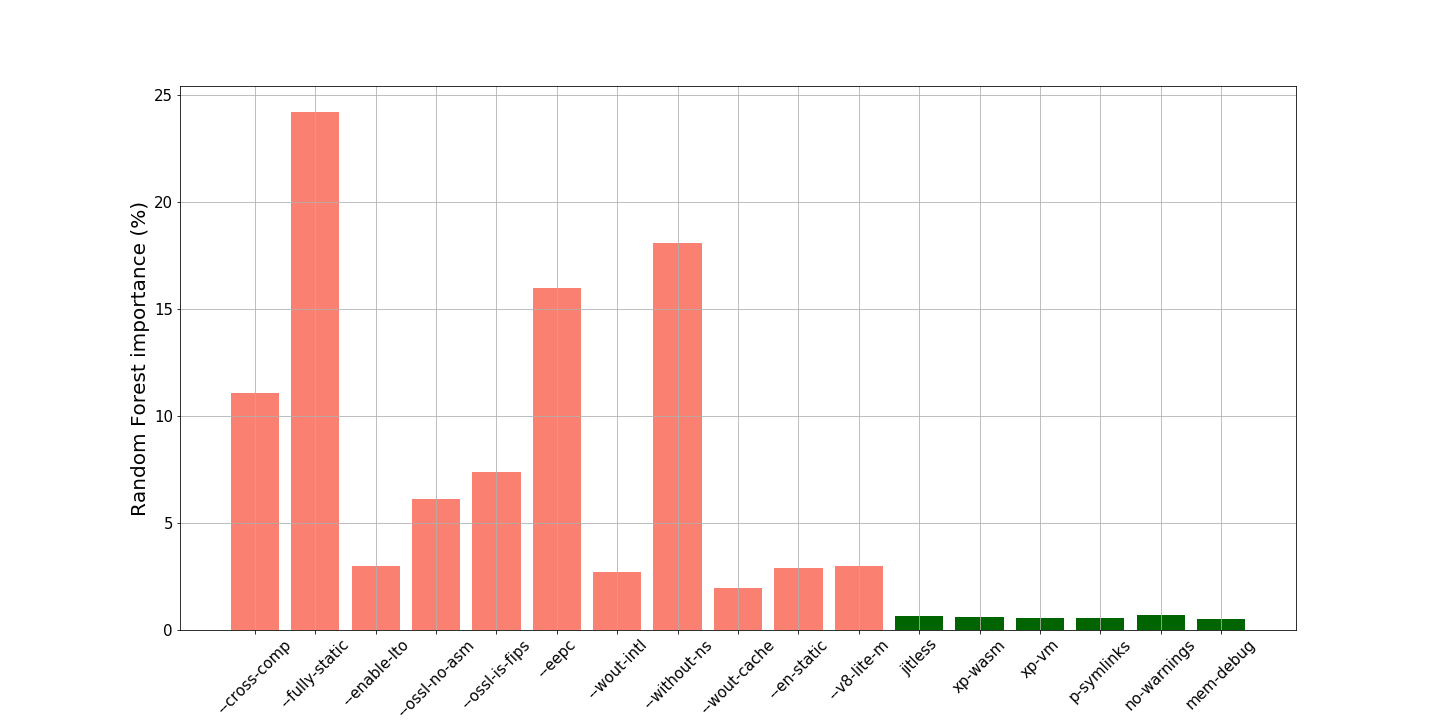 Random Forest importance (%)
25
20
15
10
5
0
--cross-comp
--fully-static
--enable-lto
--ossl-no-asm
--ossl-is-fips
--eepc
--wout-intl
--without-ns
--wout-cache
--en-static
--v8-lite-m
jitless
xp-wasm
xp-vm
p-symlinks
no-warnings
mem-debug